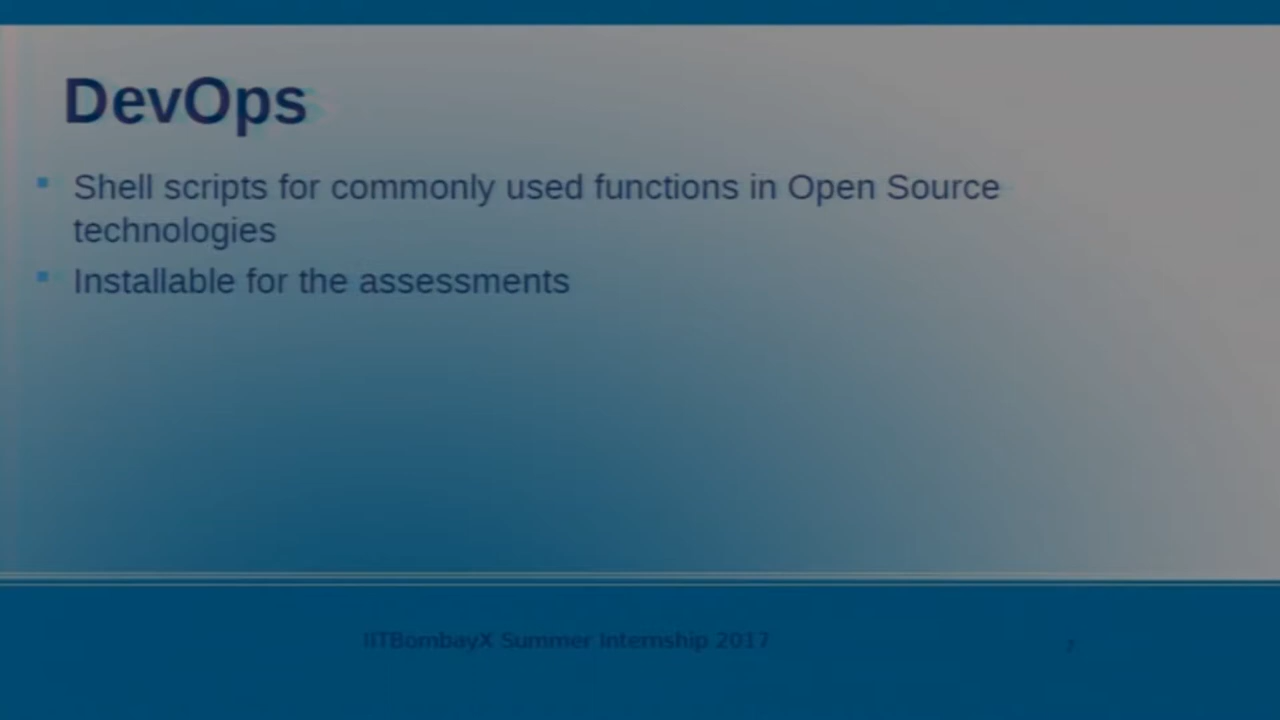 DevOps
Shell scripts for commonly used functions in Open Source
technologies
Installable for the assessments
IITBombayX Summer Internship 2017
7